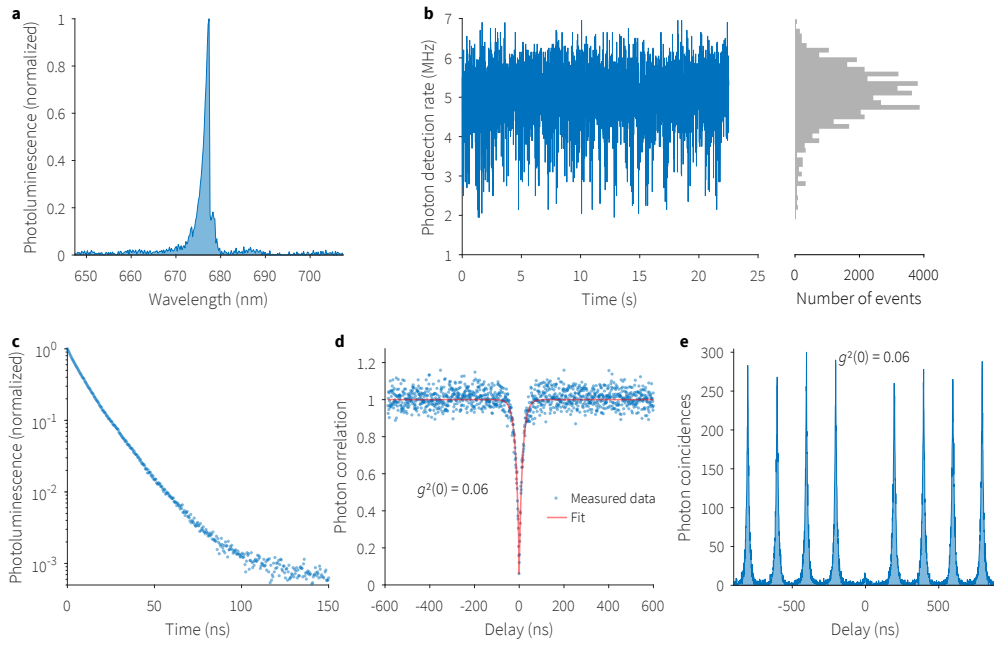 a
Photoluminescence (normalized)
1
0.8
0.6
0.4
0.2
0
650 660 670 680 690 700
Wavelength (nm)
b
Photon detection rate (MHz)
7
6
5
4
3
2
1
0 5 10 15 20 25
Time (s)
0 2000 4000
Number of events
c
Photoluminescence (normalized)
10⁰
10⁻¹
10⁻²
10⁻³
0 50 100 150
Time (ns)
d
Photon correlation
1.2
1
0.8
0.6
0.4
0.2
0
g²(0) = 0.06
Measured data
Fit
-600 -400 -200 0 200 400 600
Delay (ns)
e
Photon coincidences
300
250
200
150
100
50
0
g²(0) = 0.06
-500 0 500
Delay (ns)